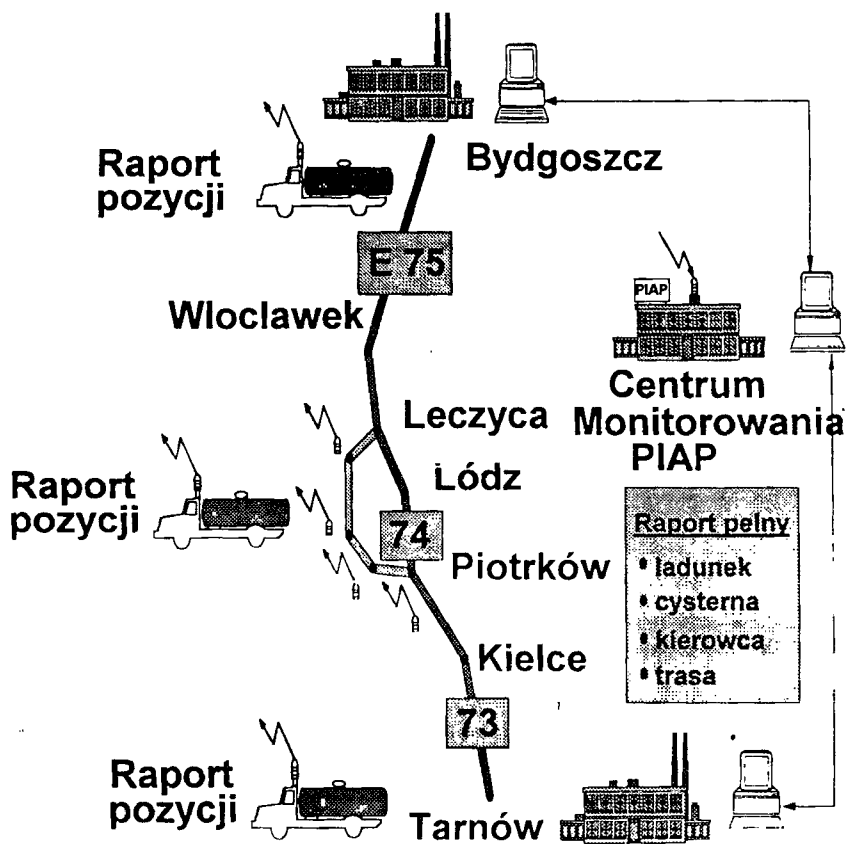 Bydgoszcz
Raport
pozycji
E 75
Wloclawek
PIAP
Centrum
Monitorowania
PIAP
Leczyca
Lódz
Raport
pozycji
74
Piotrków
Raport pelny
• ladunek
• cysterna
• kierowca
• trasa
Kielce
73
Raport
pozycji
Tarnów